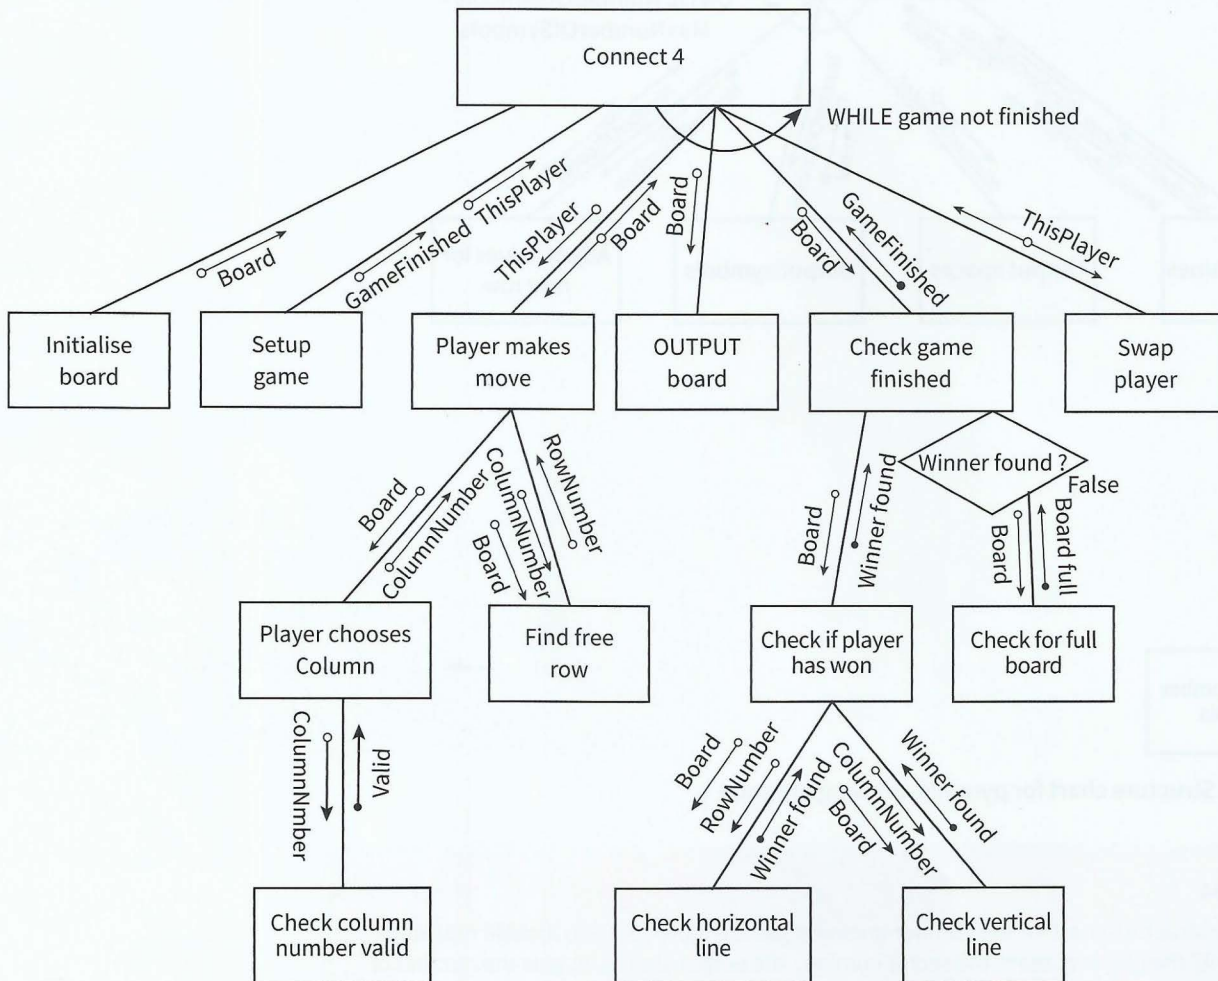 Connect 4
WHILE game not finished
Board
GameFinished
ThisPlayer
ThisPlayer
Board
Board
Board
GameFinished
ThisPlayer
Initialise
board
Setup
game
Player makes
move
OUTPUT
board
Check game
finished
Swap
player
Board
ColumnNumber
ColumnNumber
Board
RowNumber
Board
Winner found
Winner found ?
False
Board
Board full
Player chooses
Column
Find free
row
Check if player
has won
Check for full
board
ColumnNmber
Valid
Board
RowNumber
Winner found
ColumnNumber
Board
Winner found
Check column
number valid
Check horizontal
line
Check vertical
line